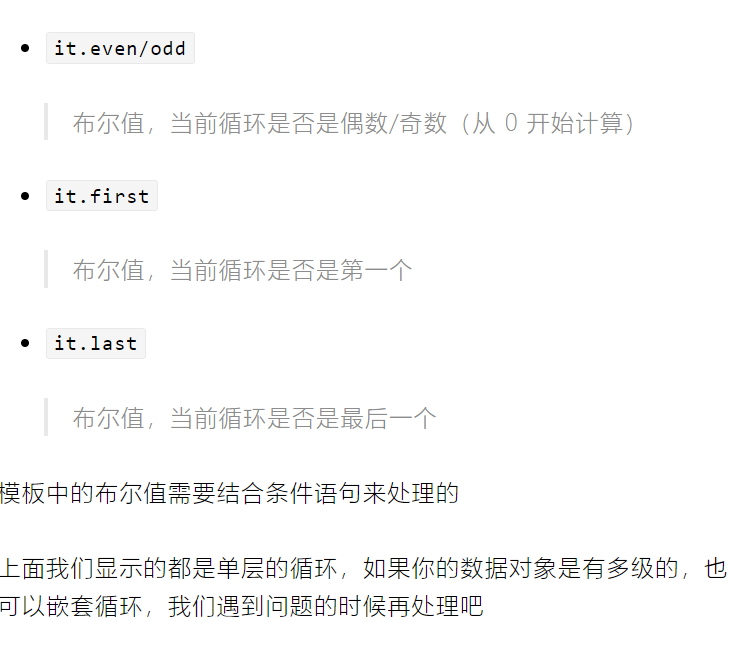 it.even/odd
布尔值，当前循环是否是偶数/奇数（从 0 开始计算）
it.first
布尔值，当前循环是否是第一个
it.last
布尔值，当前循环是否是最后一个
模板中的布尔值需要结合条件语句来处理的
上面我们显示的都是单层的循环，如果你的数据对象是有多级的，也
可以嵌套循环，我们遇到问题的时候再处理吧